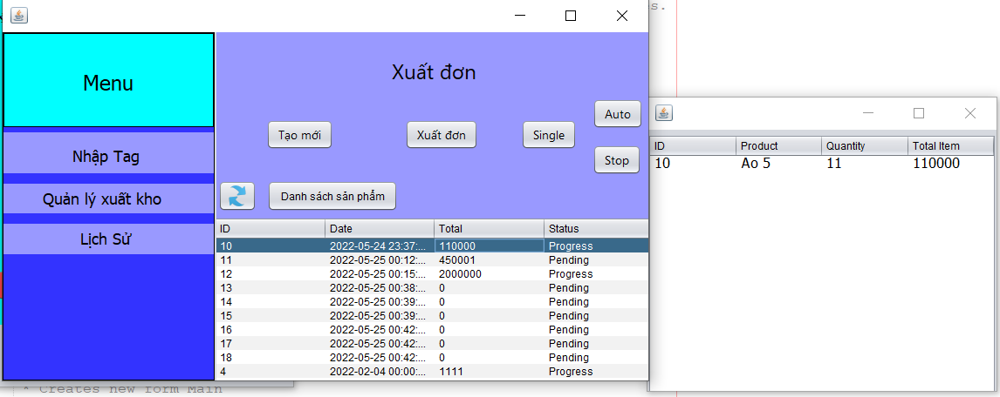 s.
Menu
Nhập Tag
Quản lý xuất kho
Lịch Sử
Xuất đơn
Tạo mới
Xuất đơn
Single
Auto
Stop
Danh sách sản phẩm
ID Date Total Status
10 2022-05-24 23:37:... 110000 Progress
11 2022-05-25 00:12:... 450001 Pending
12 2022-05-25 00:15:... 2000000 Progress
13 2022-05-25 00:38:... 0 Pending
14 2022-05-25 00:39:... 0 Pending
15 2022-05-25 00:39:... 0 Pending
16 2022-05-25 00:42:... 0 Pending
17 2022-05-25 00:42:... 0 Pending
18 2022-05-25 00:42:... 0 Pending
4 2022-02-04 00:00:... 1111 Progress
ID Product Quantity Total Item
10 Ao 5 11 110000
* Creates new form Main